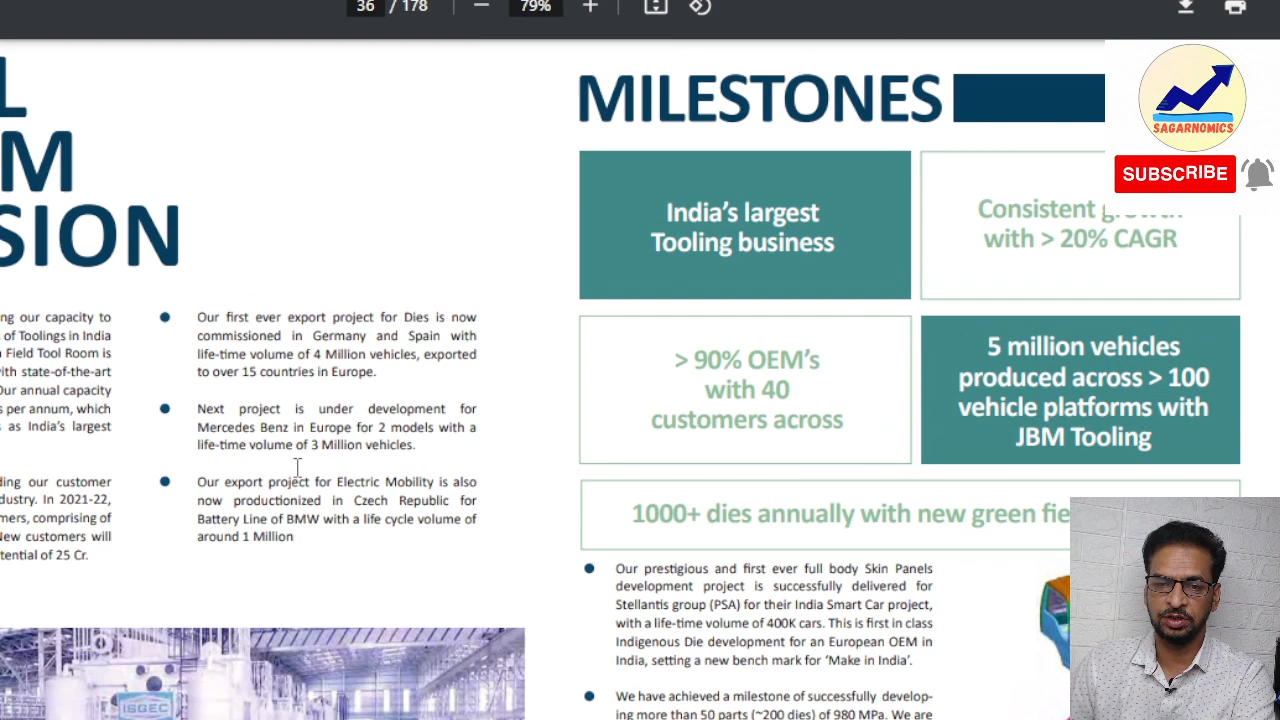 36 / 178
79%
L
M
SION
ng our capacity to
of Toolings in India
Field Tool Room is
with state-of-the-art
Our annual capacity
s per annum, which
as India's largest
ding our customer
dustry. In 2021-22,
mers, comprising of
New customers will
tential of 25 Cr.
Our first ever export project for Dies is now
commissioned in Germany and Spain with
life-time volume of 4 Million vehicles, exported
to over 15 countries in Europe.
Next project is under development for
Mercedes Benz in Europe for 2 models with a
life-time volume of 3 Million vehicles.
Our export project for Electric Mobility is also
now productionized in Czech Republic for
Battery Line of BMW with a life cycle volume of
around 1 Million
ISGEC
MILESTONES
India's largest
Tooling business
Consistent growth
with > 20% CAGR
> 90% OEM's
with 40
customers across
5 million vehicles
produced across > 100
vehicle platforms with
JBM Tooling
1000+ dies annually with new green fie
Our prestigious and first ever full body Skin Panels
development project is successfully delivered for
Stellantis group (PSA) for their India Smart Car project,
with a life-time volume of 400K cars. This is first in class
Indigenous Die development for an European OEM in
India, setting a new bench mark for 'Make in India'.
We have achieved a milestone of successfully develop-
ing more than 50 parts (~200 dies) of 980 MPa. We are
SAGARNOMICS
SUBSCRIBE